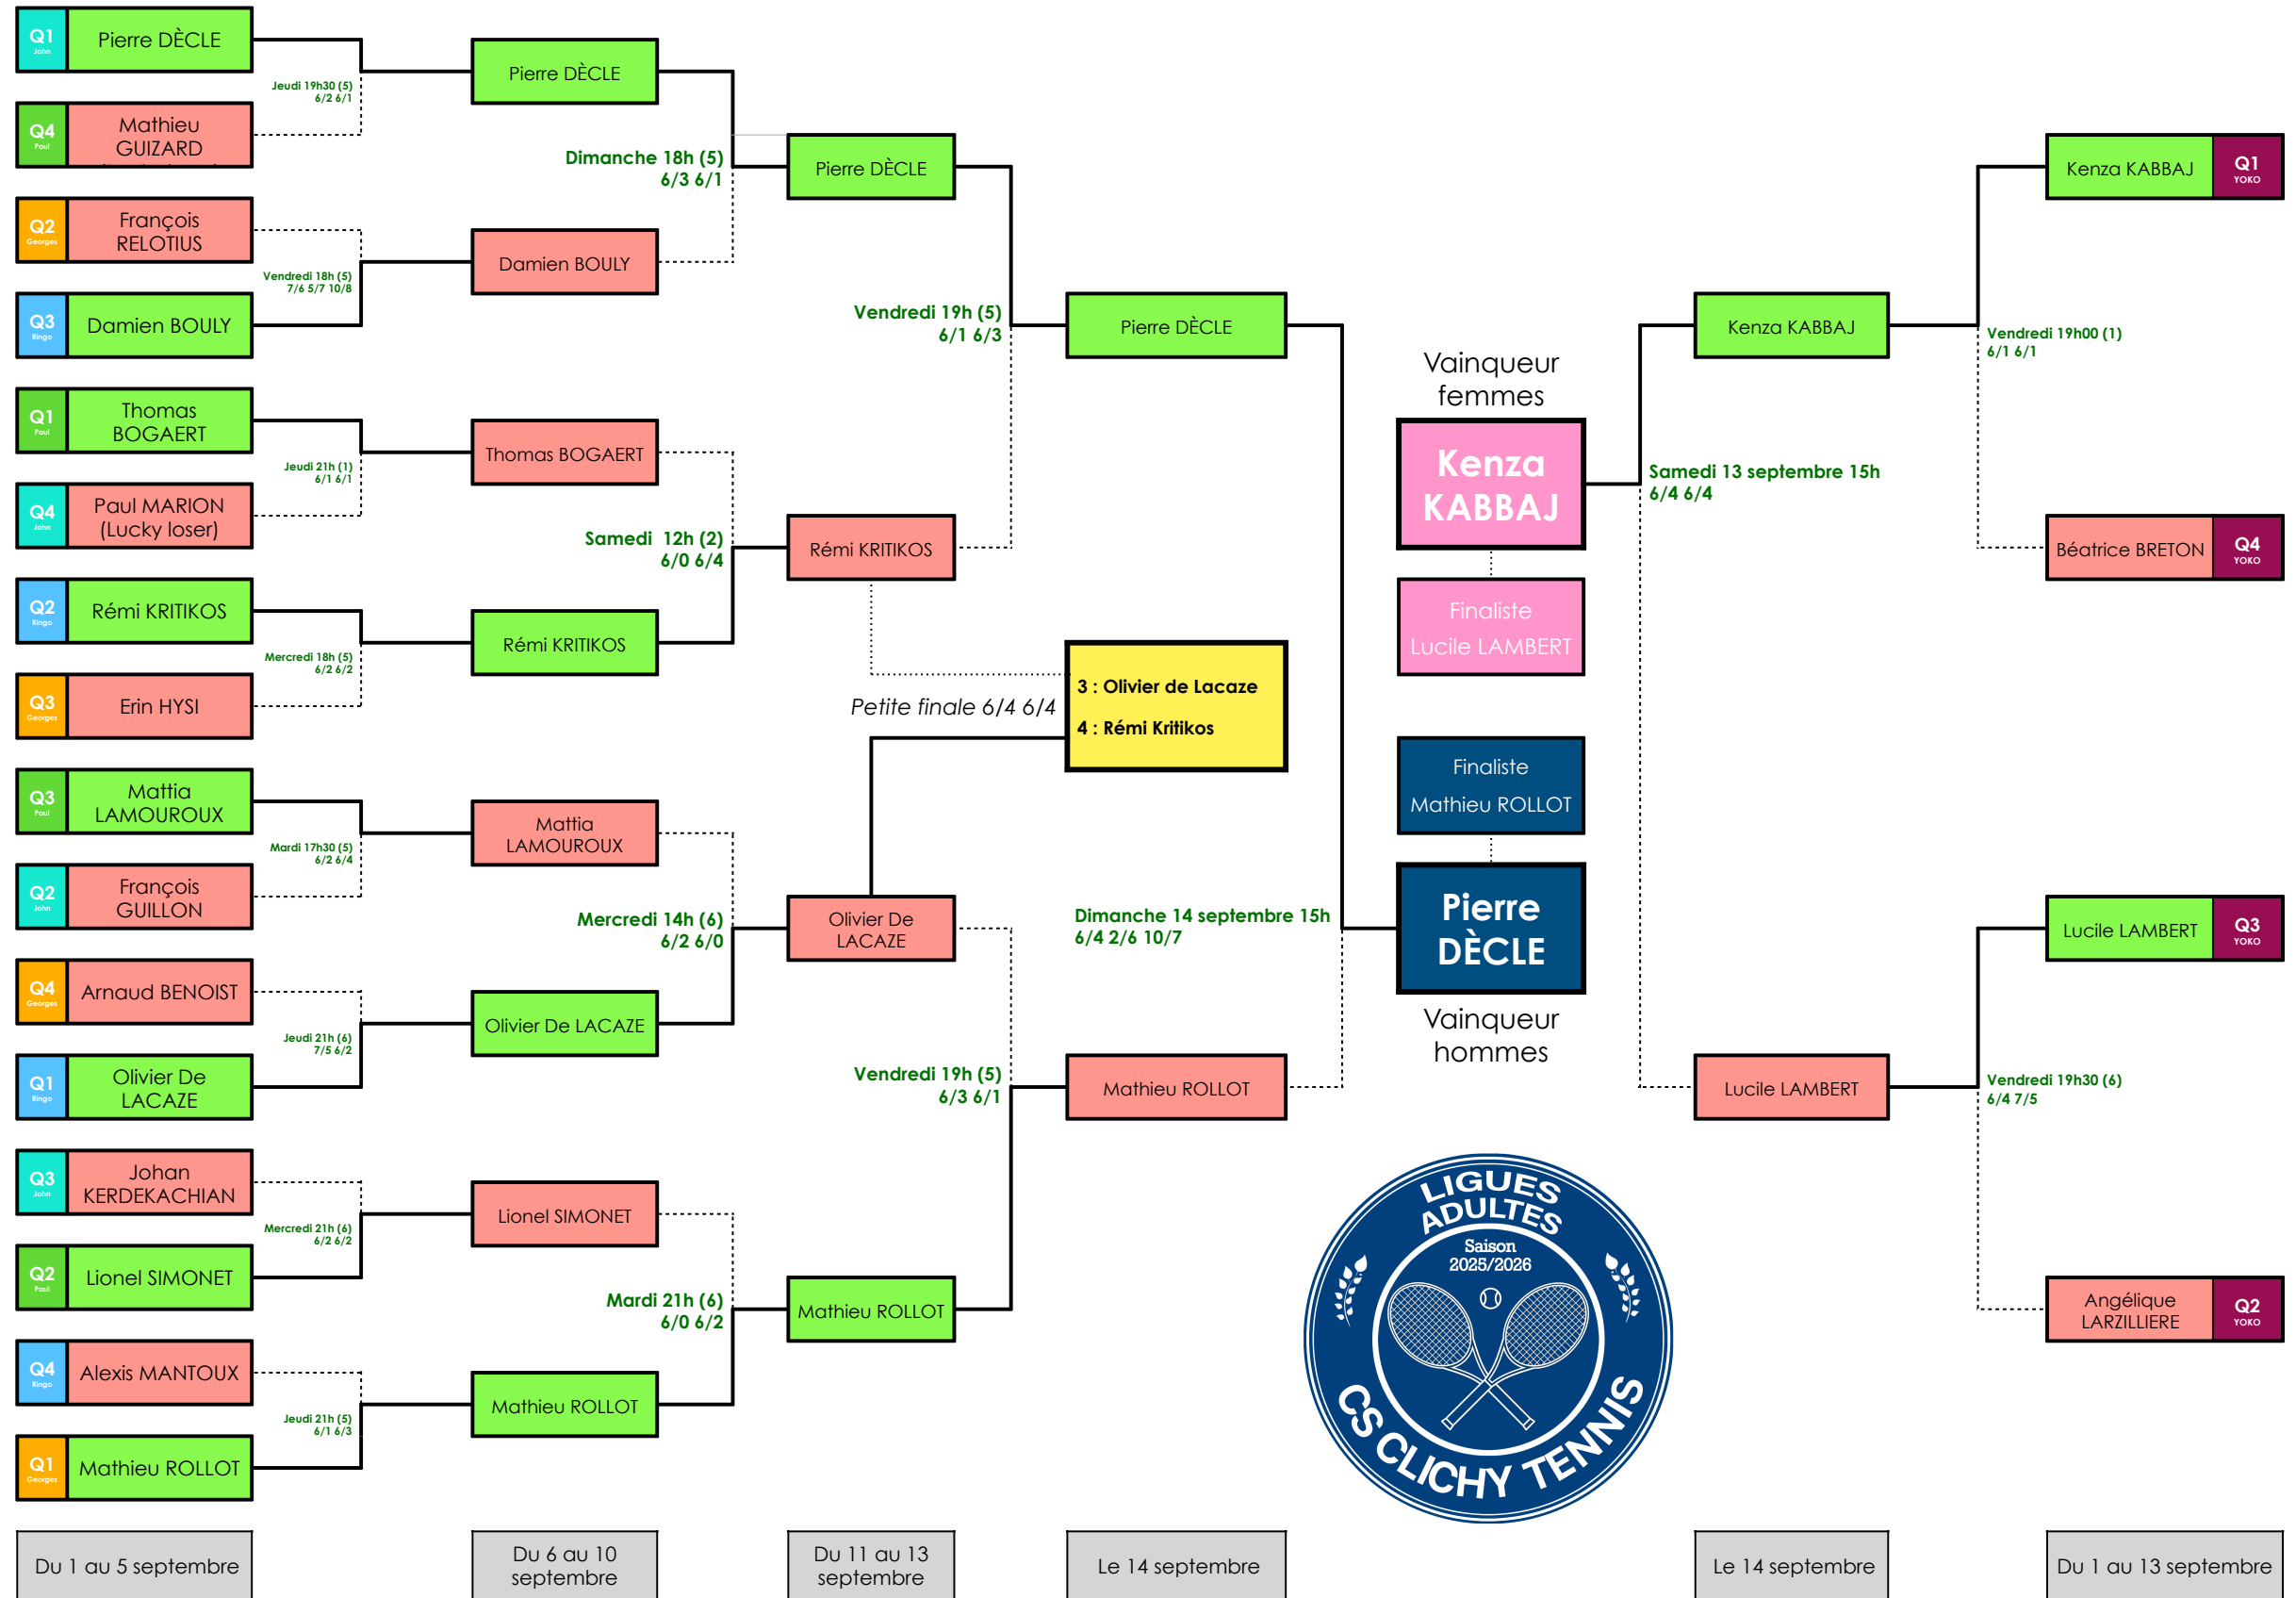 Q1
John
Pierre DÈCLE
Jeudi 19h30 (5)
6/2 6/1
Q4
Paul
Mathieu
GUIZARD
Q2
Georges
François
RELOTIUS
Vendredi 18h (5)
7/6 5/7 10/8
Q3
Ringo
Damien BOULY
Q1
Paul
Thomas
BOGAERT
Jeudi 21h (1)
6/1 6/1
Q4
John
Paul MARION
(Lucky loser)
Q2
Ringo
Rémi KRITIKOS
Mercredi 18h (5)
6/2 6/2
Q3
Georges
Erin HYSI
Q3
Paul
Mattia
LAMOUROUX
Mardi 17h30 (5)
6/2 6/4
Q2
John
François
GUILLON
Q4
Georges
Arnaud BENOIST
Jeudi 21h (6)
7/5 6/2
Q1
Ringo
Olivier De
LACAZE
Q3
John
Johan
KERDEKACHIAN
Mercredi 21h (6)
6/2 6/2
Q2
Paul
Lionel SIMONET
Q4
Ringo
Alexis MANTOUX
Jeudi 21h (5)
6/1 6/3
Q1
Georges
Mathieu ROLLOT
Du 1 au 5 septembre
Pierre DÈCLE
Dimanche 18h (5)
6/3 6/1
Damien BOULY
Thomas BOGAERT
Samedi 12h (2)
6/0 6/4
Rémi KRITIKOS
Mattia
LAMOUROUX
Mercredi 14h (6)
6/2 6/0
Olivier De LACAZE
Lionel SIMONET
Mardi 21h (6)
6/0 6/2
Mathieu ROLLOT
Du 6 au 10
septembre
Pierre DÈCLE
Vendredi 19h (5)
6/1 6/3
Rémi KRITIKOS
Petite finale 6/4 6/4
Olivier De
LACAZE
Vendredi 19h (5)
6/3 6/1
Mathieu ROLLOT
Du 11 au 13
septembre
Pierre DÈCLE
3 : Olivier de Lacaze
4 : Rémi Kritikos
Dimanche 14 septembre 15h
6/4 2/6 10/7
Mathieu ROLLOT
Le 14 septembre
Vainqueur
femmes
Kenza
KABBAJ
Finaliste
Lucile LAMBERT
Finaliste
Mathieu ROLLOT
Pierre
DÈCLE
Vainqueur
hommes
LIGUES
ADULTES
Saison
2025/2026
CS CLICHY TENNIS
Kenza KABBAJ
Samedi 13 septembre 15h
6/4 6/4
Lucile LAMBERT
Le 14 septembre
Kenza KABBAJ
Q1
YOKO
Vendredi 19h00 (1)
6/1 6/1
Béatrice BRETON
Q4
YOKO
Lucile LAMBERT
Q3
YOKO
Vendredi 19h30 (6)
6/4 7/5
Angélique
LARZILLIERE
Q2
YOKO
Du 1 au 13 septembre